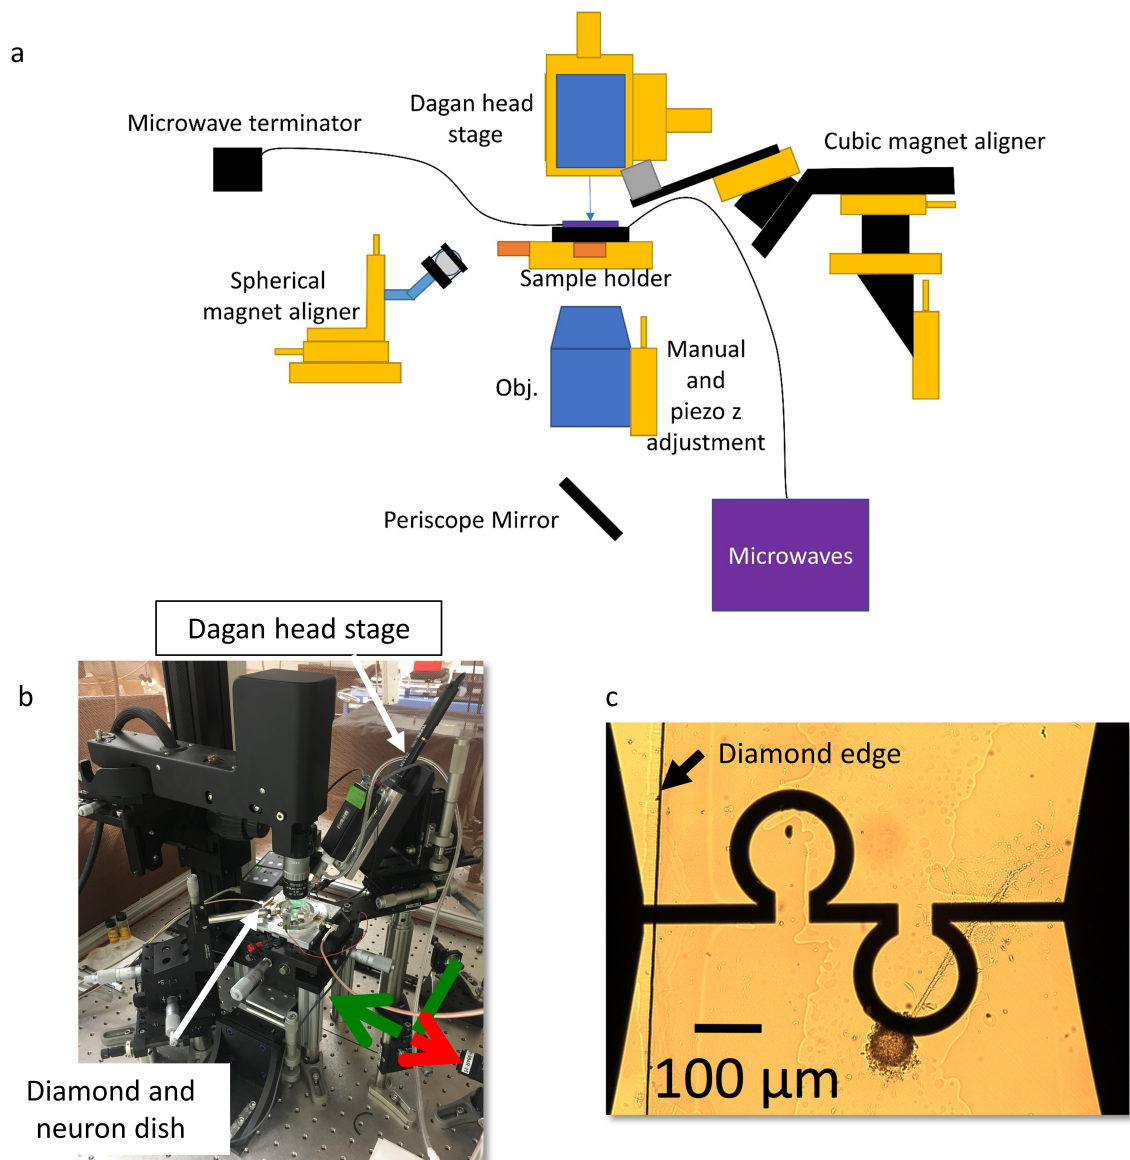 a
Dagan head
stage
Microwave terminator
Cubic magnet aligner
Spherical
magnet aligner
Sample holder
Obj.
Manual
and
piezo z
adjustment
Periscope Mirror
Microwaves
Dagan head stage
b
c
Diamond edge
100 μm
Diamond and
neuron dish